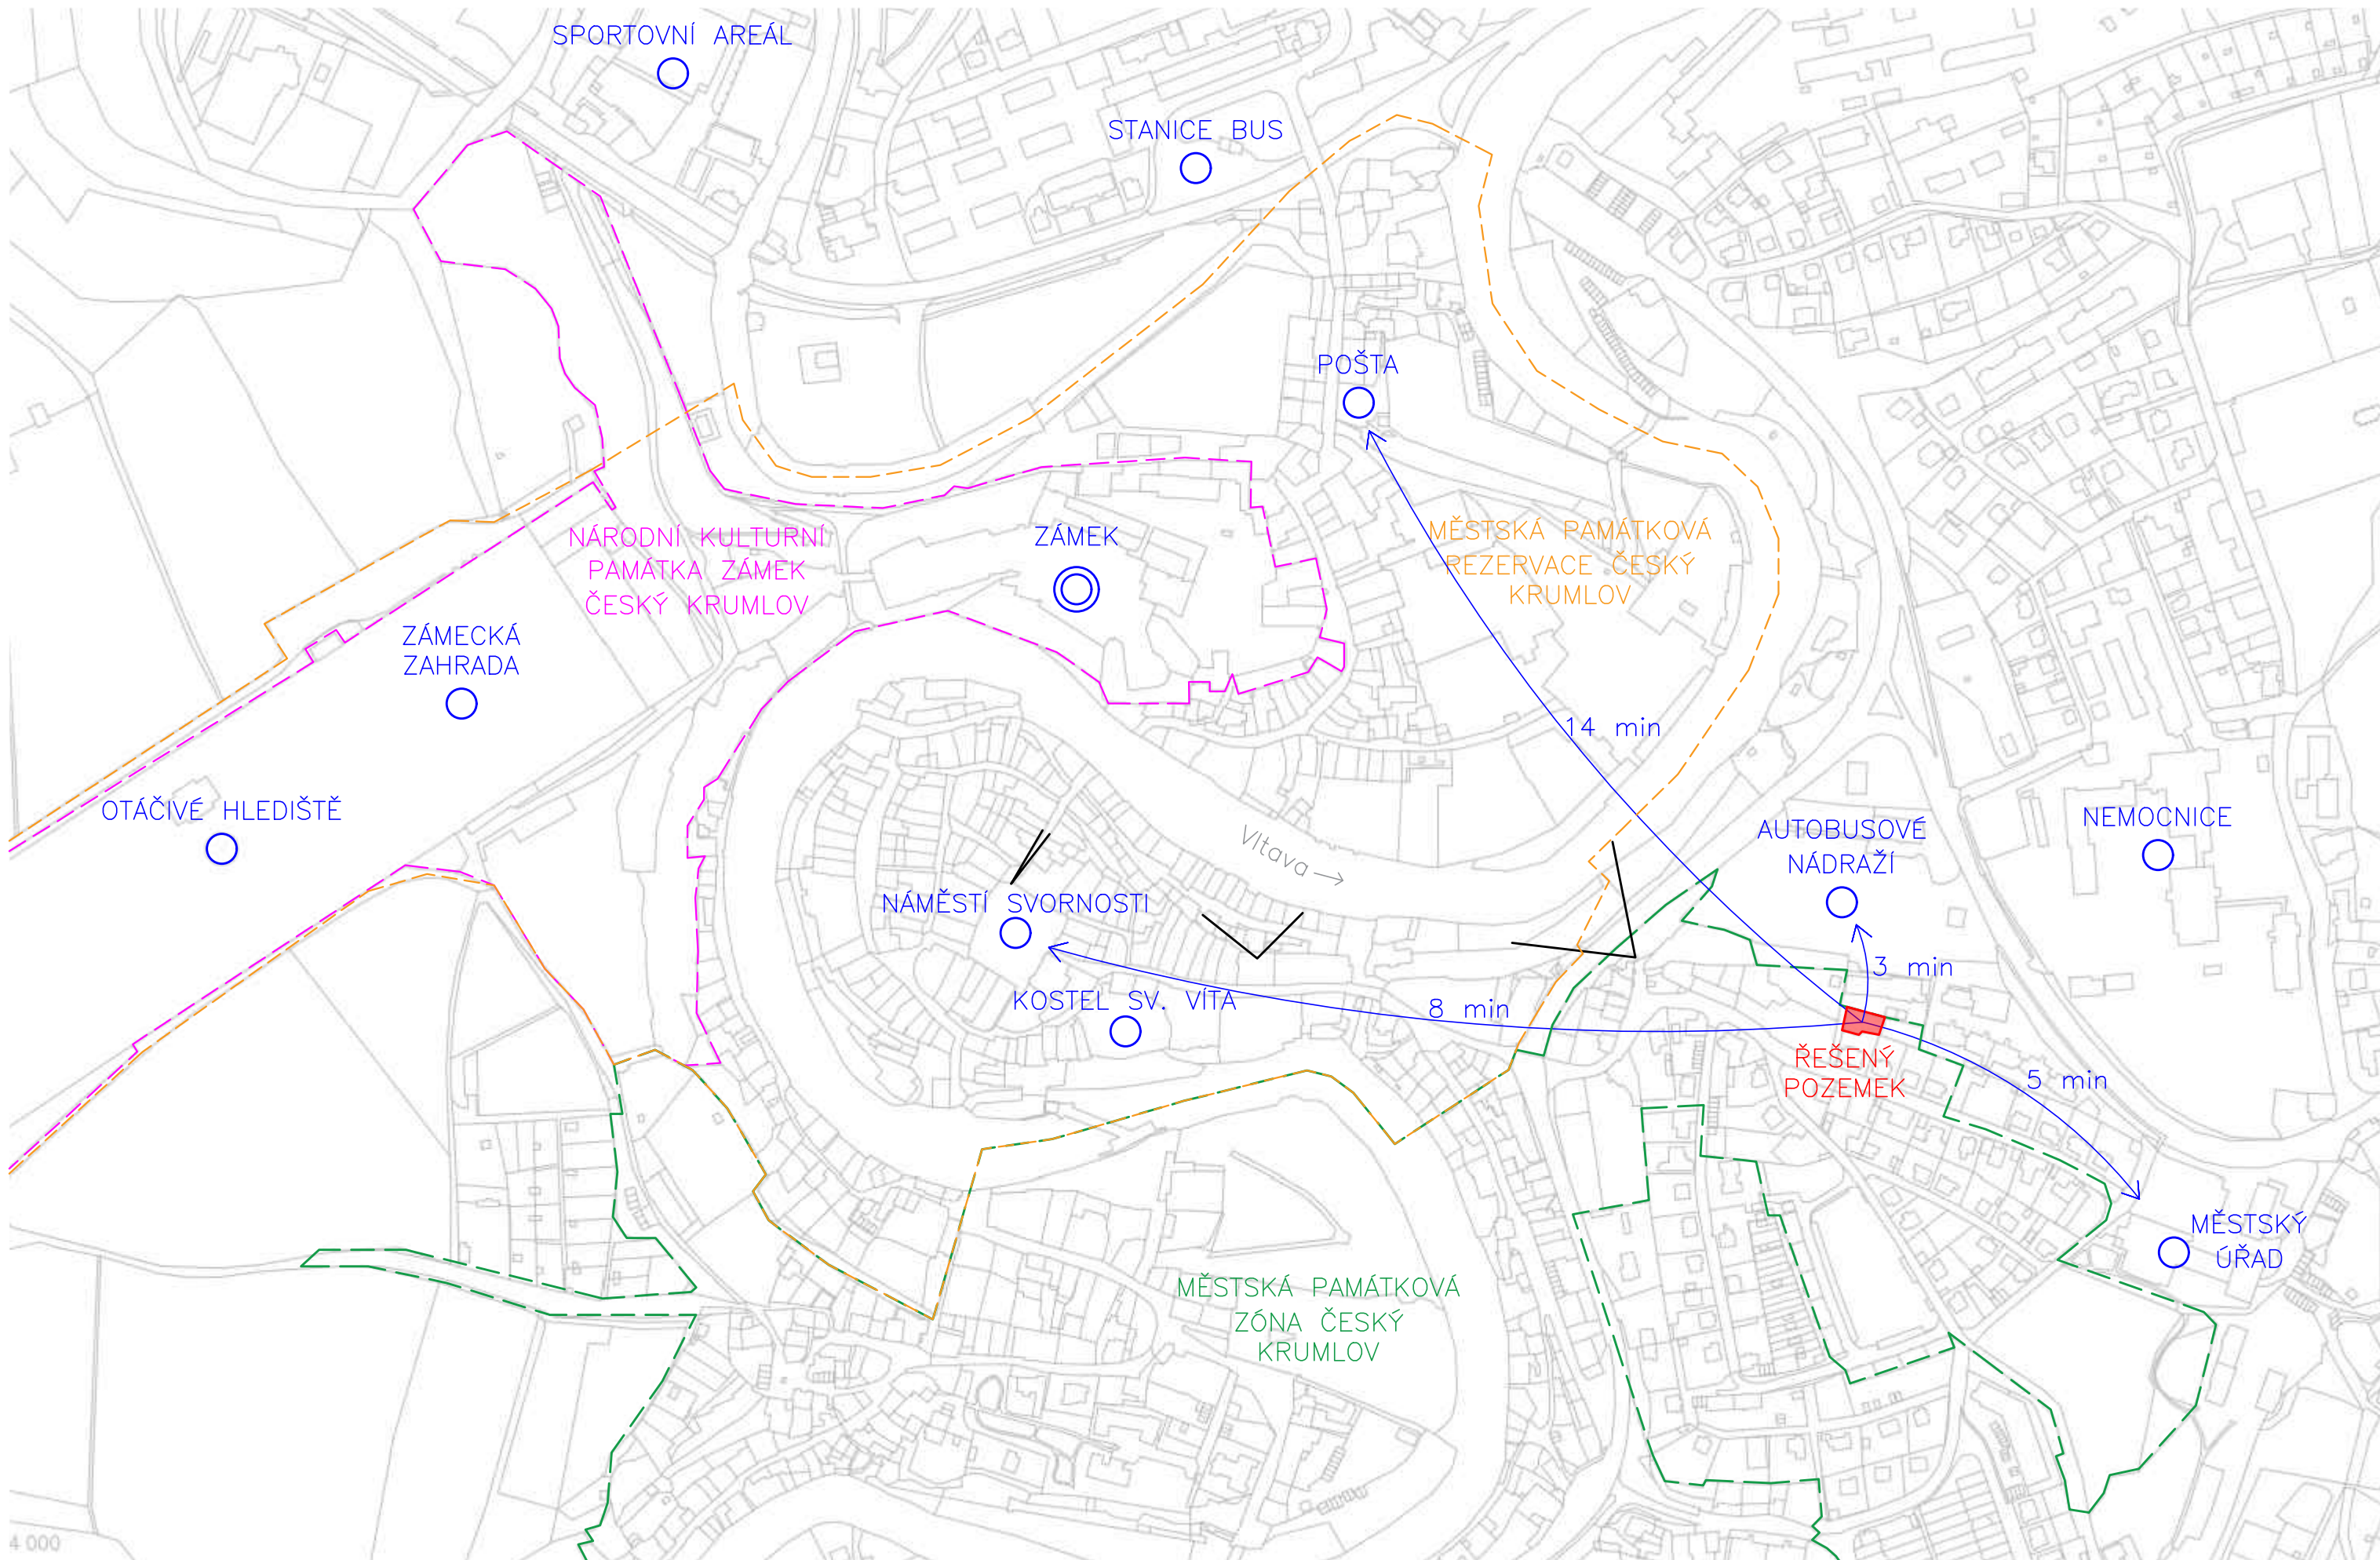 SPORTOVNÍ AREÁL
STANICE BUS
POŠTA
ZÁMEK
NÁRODNÍ KULTURNÍ
PAMÁTKA ZÁMEK
ČESKÝ KRUMLOV
MĚSTSKÁ PAMÁTKOVÁ
REZERVACE ČESKÝ
KRUMLOV
ZÁMECKÁ
ZAHRADA
14 min
OTÁČIVÉ HLEDIŠTĚ
Vltava
AUTOBUSOVÉ
NÁDRAŽÍ
NEMOCNICE
NÁMĚSTÍ SVORNOSTI
3 min
KOSTEL SV. VÍTA
8 min
ŘEŠENÝ
POZEMEK
5 min
MĚSTSKÝ
ÚŘAD
MĚSTSKÁ PAMÁTKOVÁ
ZÓNA ČESKÝ
KRUMLOV
4 000